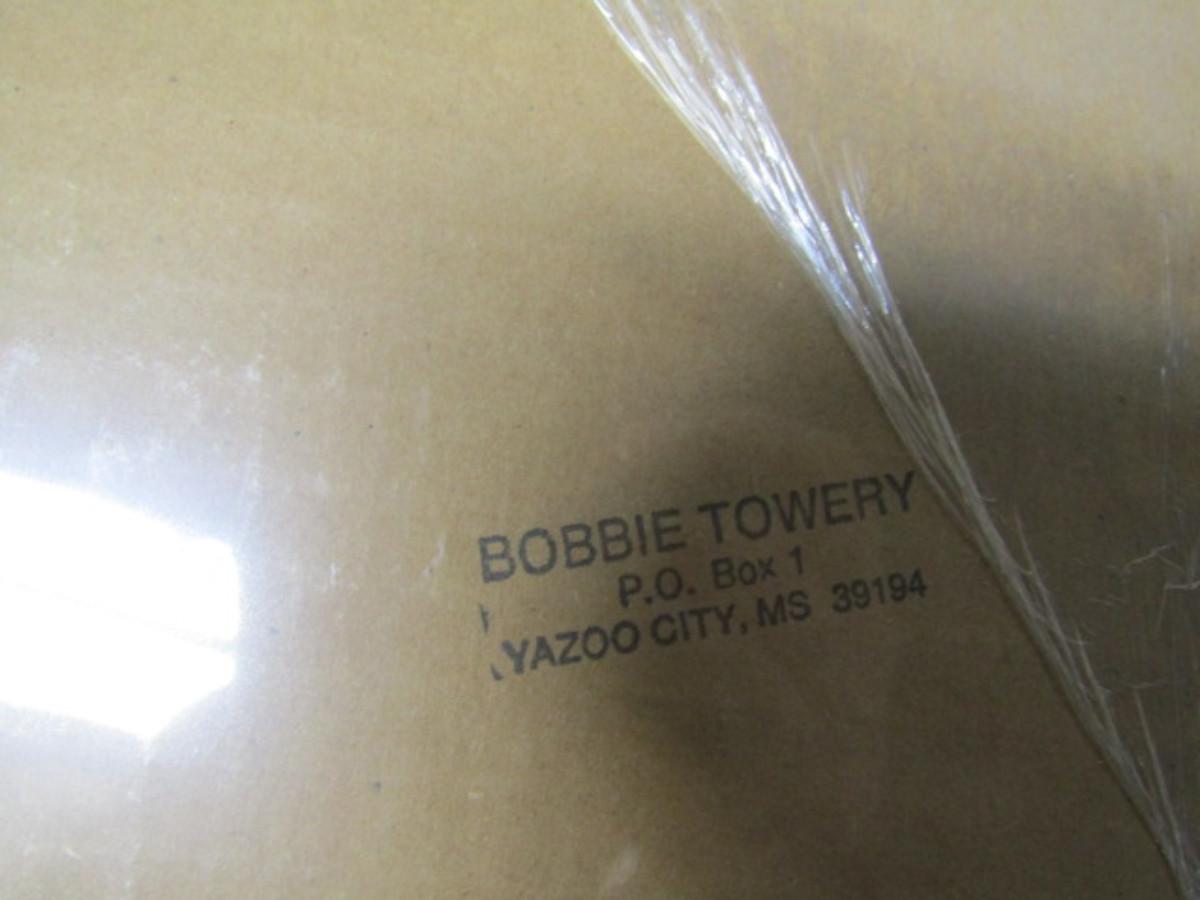 BOBBIE TOWERY
P.O. Box 1
YAZOO CITY, MS 39194